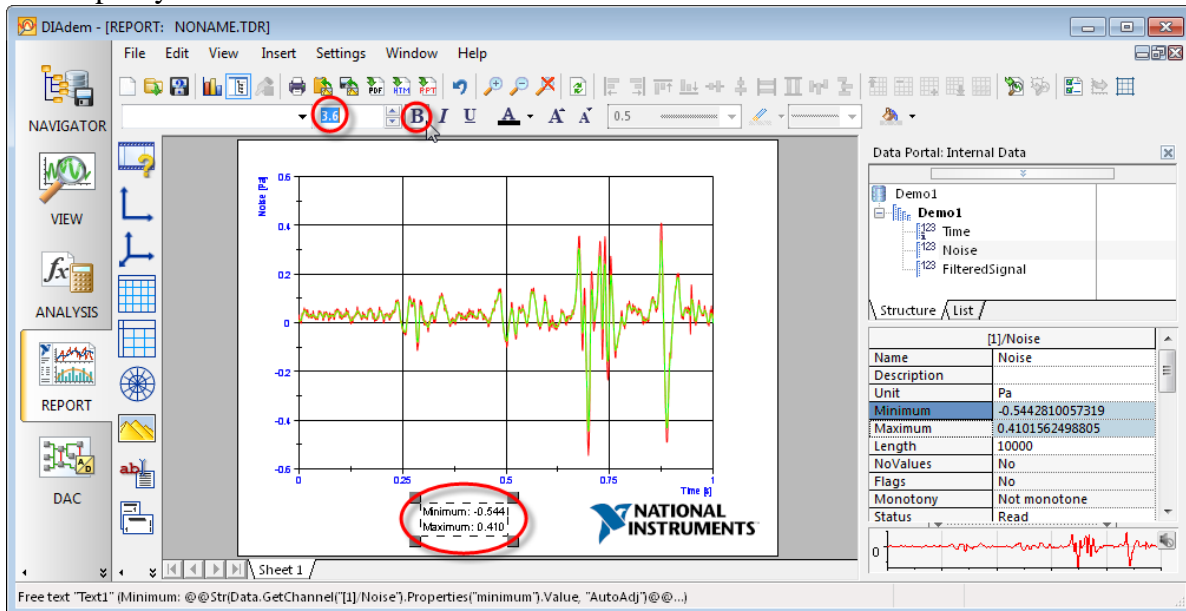 DIAdem - [REPORT: NONAME.TDR]
File Edit View Insert Settings Window Help
PDF HTM PPT
NAVIGATOR
3.6 B I U A A A 0.5
Data Portal: Internal Data
Demo1
Demo1
Time
Noise
FilteredSignal
Structure List
VIEW
ANALYSIS
REPORT
DAC
Noise [Pa]
0.6
0.4
0.2
0
-0.2
-0.4
-0.6
0 0.25 0.5 0.75 1
Time [s]
Minimum: -0.544
Maximum: 0.410
NATIONAL
INSTRUMENTS
[1]/Noise
Name Noise
Description
Unit Pa
Minimum -0.5442810057319
Maximum 0.4101562498805
Length 10000
NoValues No
Flags No
Monotony Not monotone
Status Read
0
Sheet 1
Free text "Text1" (Minimum: @@Str(Data.GetChannel("[1]/Noise").Properties("minimum").Value, "AutoAdj")@@...)